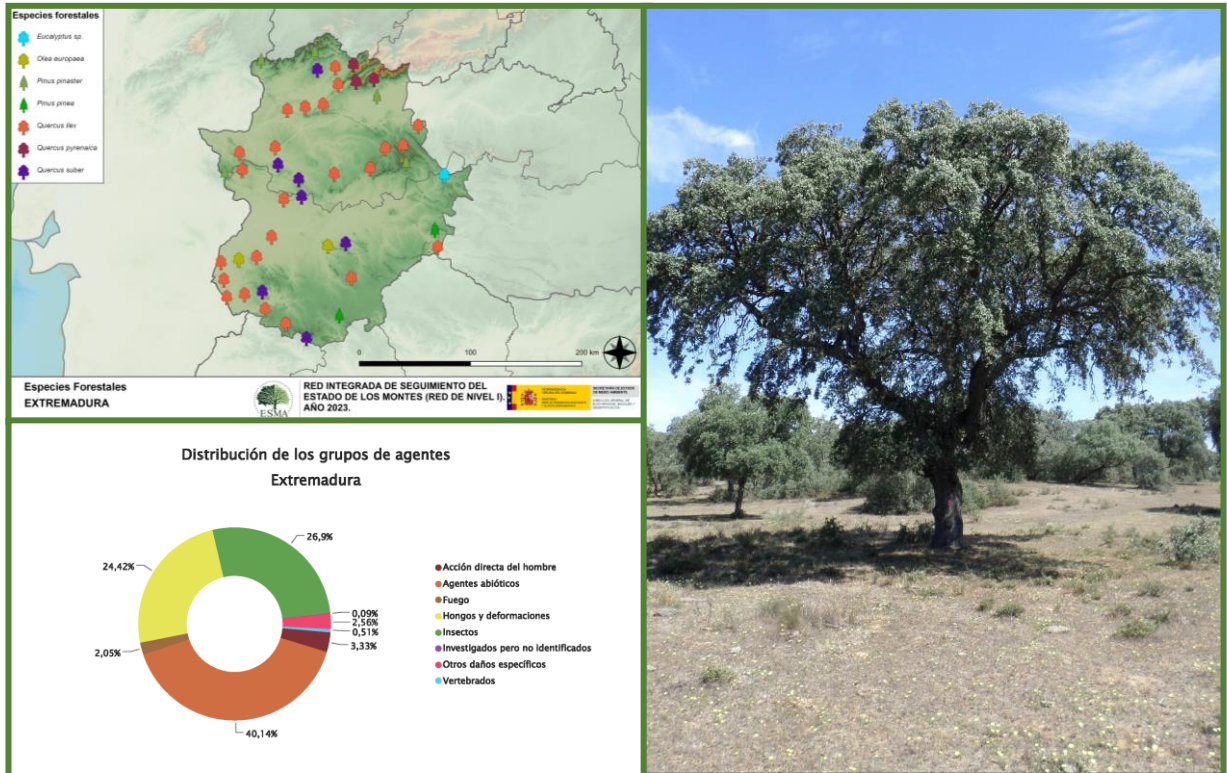 Especies forestales
Eucalyptus sp.
Olea europaea
Pinus pinaster
Pinus pinea
Quercus ilex
Quercus pyrenaica
Quercus suber
0 100 200 km
Especies Forestales
EXTREMADURA
ESMA
RED INTEGRADA DE SEGUIMIENTO DEL
ESTADO DE LOS MONTES (RED DE NIVEL I).
AÑO 2023.
Distribución de los grupos de agentes
Extremadura
26,9%
24,42%
0,09%
2,56%
0,51%
3,33%
2,05%
40,14%
Acción directa del hombre
Agentes abióticos
Fuego
Hongos y deformaciones
Insectos
Investigados pero no identificados
Otros daños específicos
Vertebrados